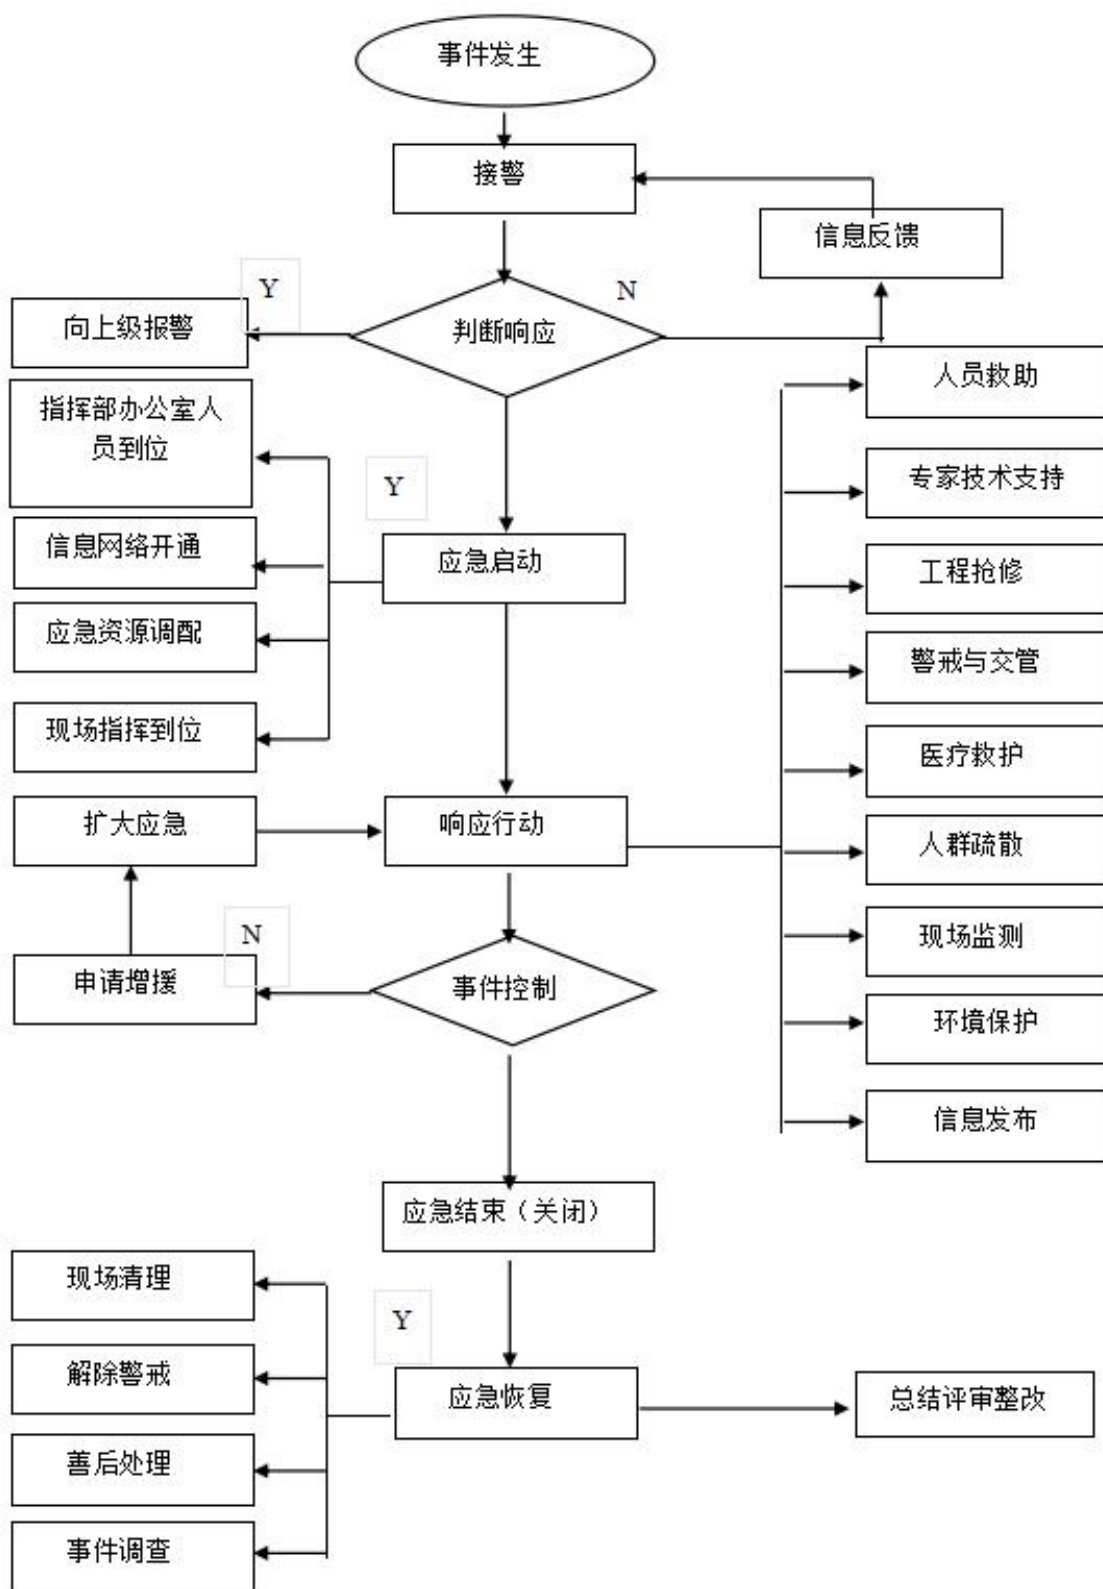 事件发生
接警
信息反馈
Y
N
向上级报警
判断响应
人员救助
指挥部办公室人
员到位
专家技术支持
Y
信息网络开通
应急启动
工程抢修
应急资源调配
警戒与交管
现场指挥到位
医疗救护
扩大应急
响应行动
人群疏散
N
现场监测
申请增援
事件控制
环境保护
信息发布
应急结束（关闭）
现场清理
Y
解除警戒
应急恢复
总结评审整改
善后处理
事件调查